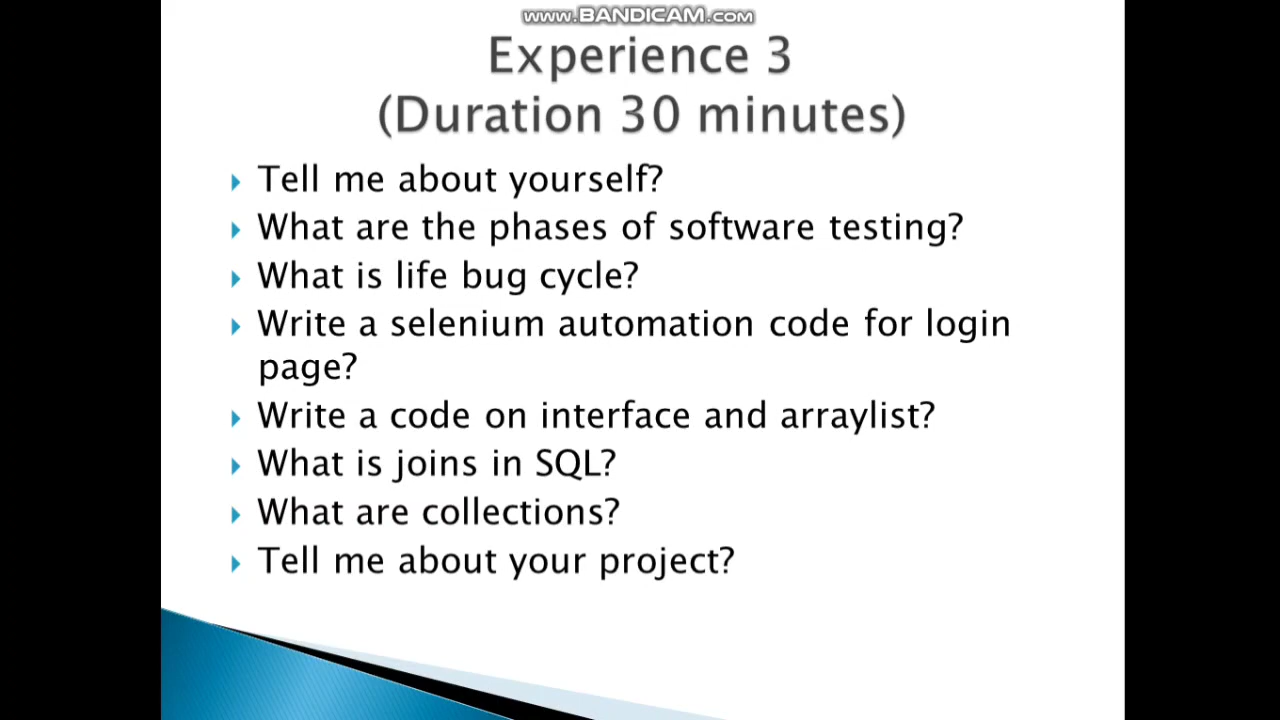 www.BANDICAM.com
Experience 3
(Duration 30 minutes)
Tell me about yourself?
What are the phases of software testing?
What is life bug cycle?
Write a selenium automation code for login
page?
Write a code on interface and arraylist?
What is joins in SQL?
What are collections?
Tell me about your project?